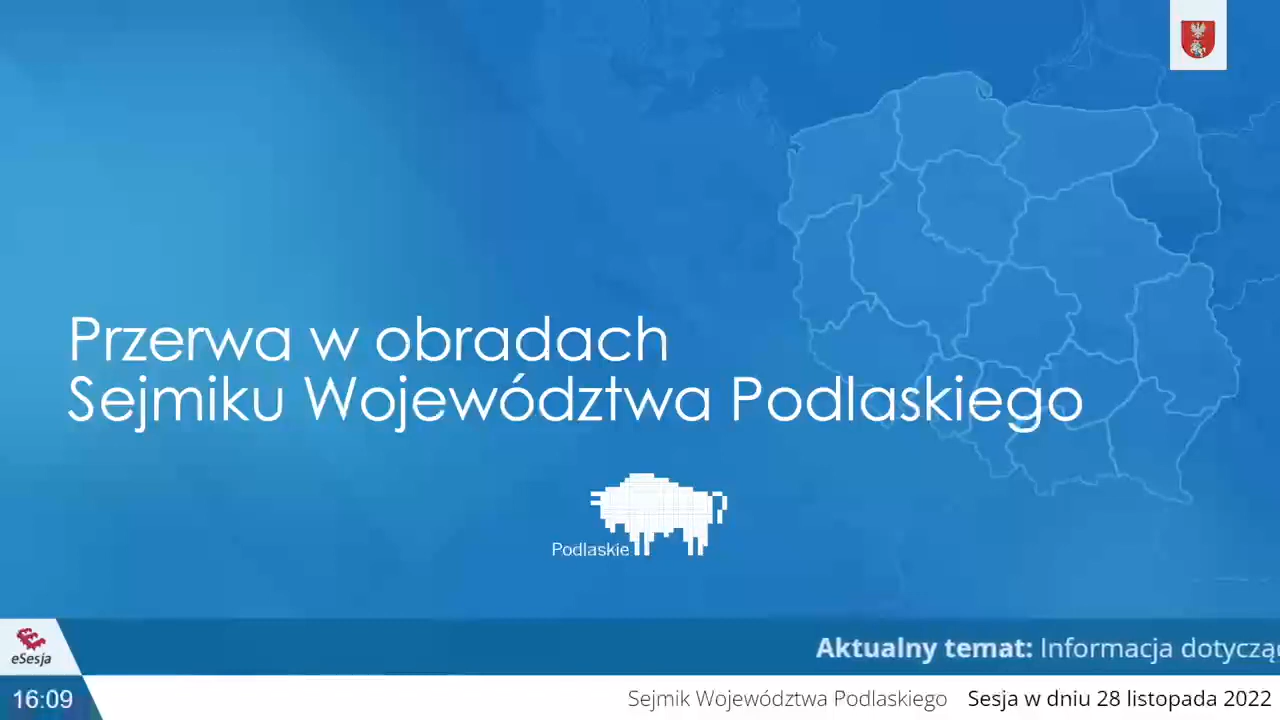 Przerwa w obradach
Sejmiku Województwa Podlaskiego
Podlaskie
Aktualny temat: Informacja
eSesja
16:09
Sejmik Województwa Podlaskiego Sesja w dniu 28 listopada 2022